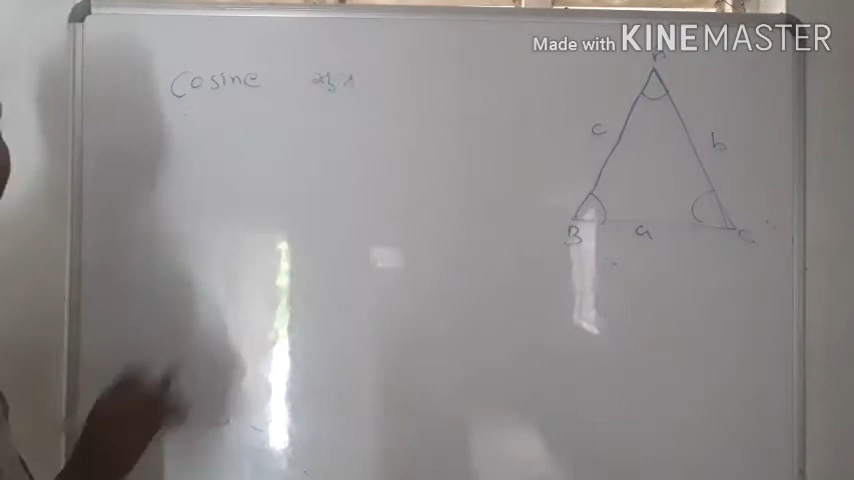 Made with KINEMASTER
Cosine සූත්‍ර
A
c
b
B
a
C